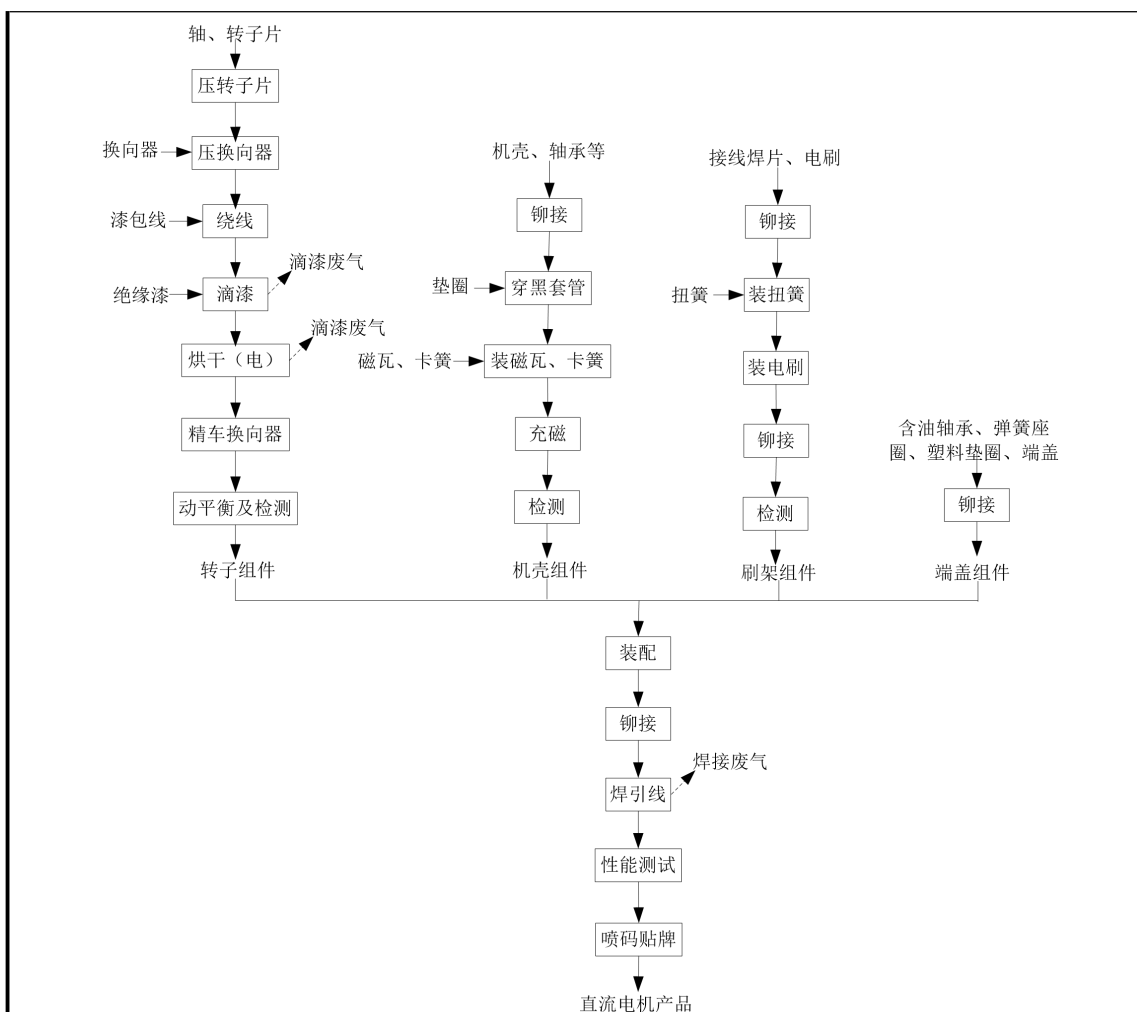 轴、转子片
压转子片
换向器
压换向器
漆包线
绕线
绝缘漆
滴漆
滴漆废气
烘干（电）
滴漆废气
精车换向器
动平衡及检测
转子组件
机壳、轴承等
铆接
垫圈
穿黑套管
磁瓦、卡簧
装磁瓦、卡簧
充磁
检测
机壳组件
接线焊片、电刷
铆接
扭簧
装扭簧
装电刷
铆接
检测
刷架组件
含油轴承、弹簧座
圈、塑料垫圈、端盖
铆接
端盖组件
装配
铆接
焊引线
焊接废气
性能测试
喷码贴牌
直流电机产品